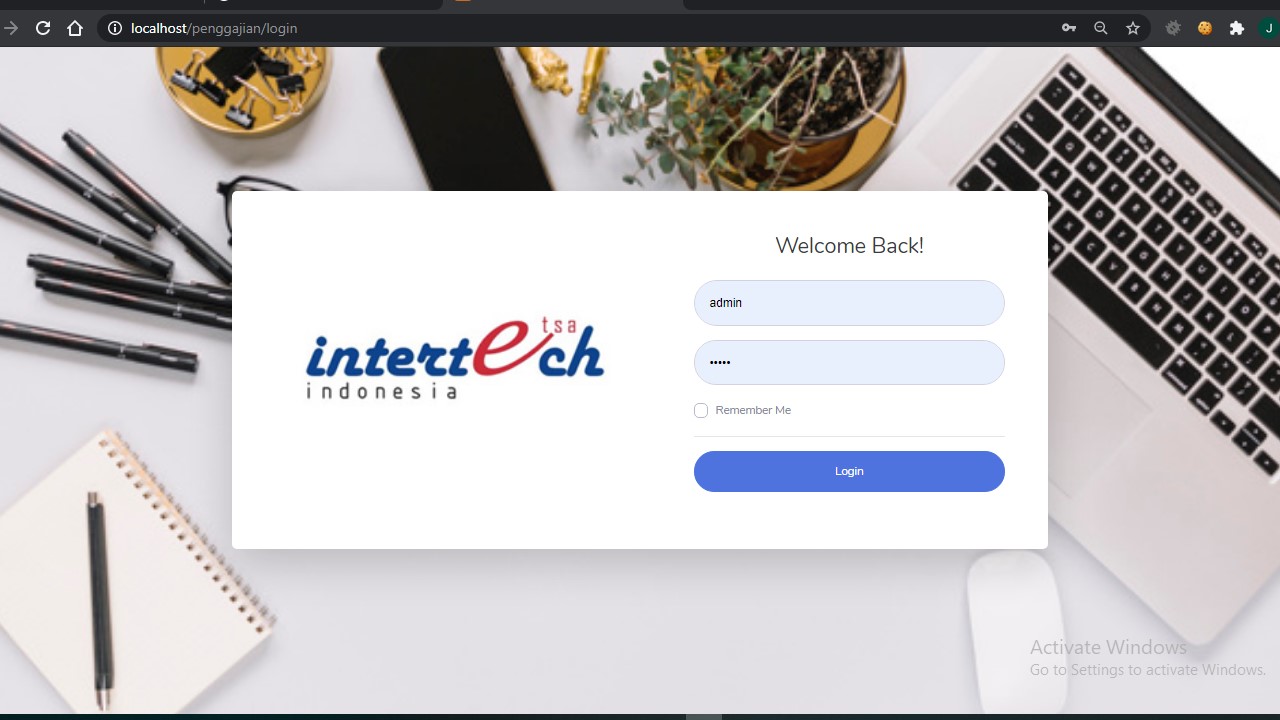 localhost/penggajian/login
J
Welcome Back!
admin
•••••
tsa
intertech
indonesia
Remember Me
Login
Activate Windows
Go to Settings to activate Windows.